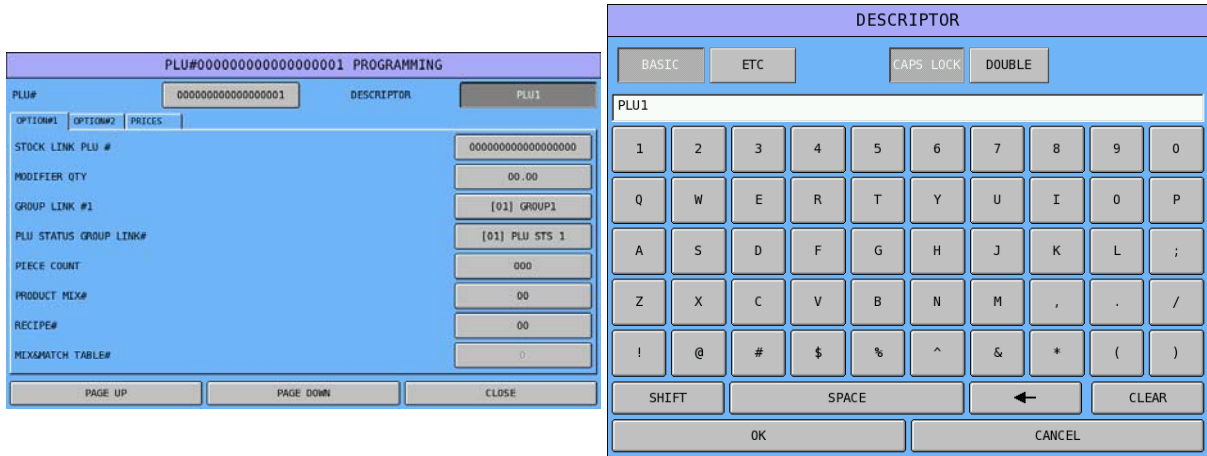 PLU#000000000000000001 PROGRAMMING
PLU# 000000000000000001 DESCRIPTOR PLU1
OPTION#1 OPTION#2 PRICES
STOCK LINK PLU # 000000000000000000
MODIFIER QTY 00.00
GROUP LINK #1 [01] GROUP1
PLU STATUS GROUP LINK# [01] PLU STS 1
PIECE COUNT 000
PRODUCT MIX# 00
RECIPE# 00
MIX&MATCH TABLE# 0
PAGE UP PAGE DOWN CLOSE
DESCRIPTOR
BASIC ETC CAPS LOCK DOUBLE
PLU1
1 2 3 4 5 6 7 8 9 0
Q W E R T Y U I O P
A S D F G H J K L ;
Z X C V B N M , . /
! @ # $ % ^ & * ( )
SHIFT SPACE ← CLEAR
OK CANCEL